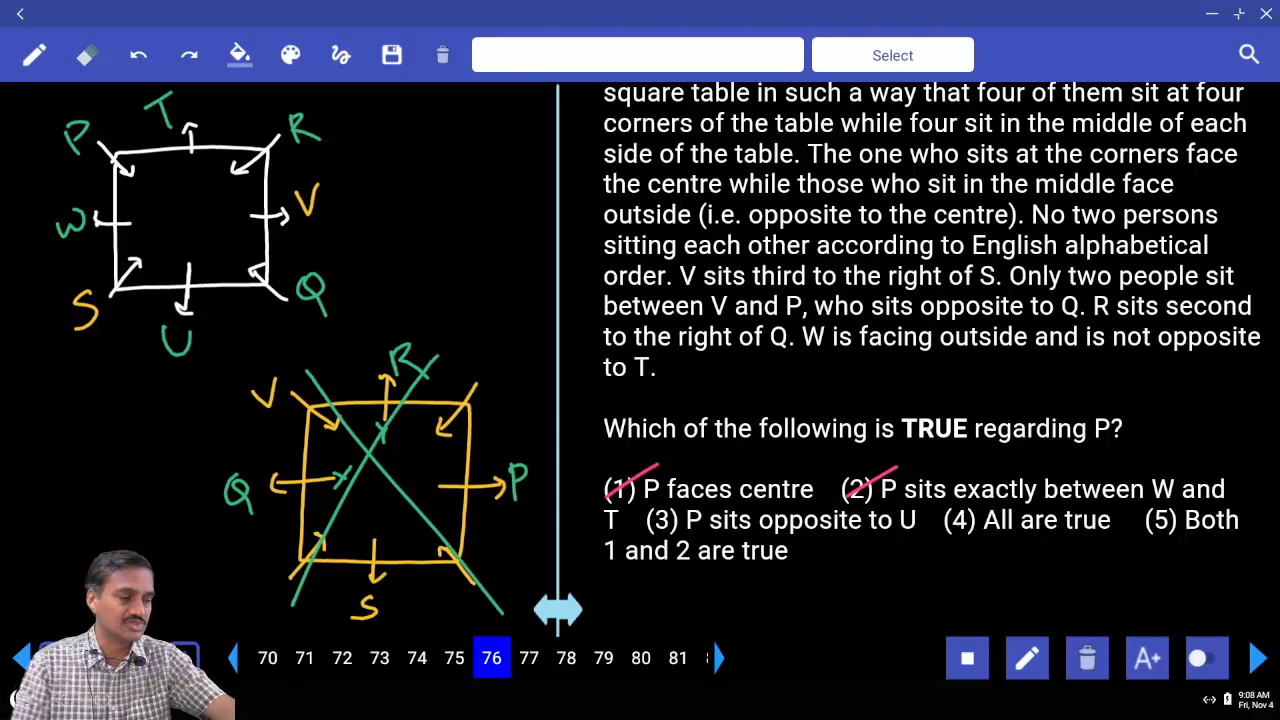 Select
T
P
R
W
V
S
Q
U
square table in such a way that four of them sit at four
corners of the table while four sit in the middle of each
side of the table. The one who sits at the corners face
the centre while those who sit in the middle face
outside (i.e. opposite to the centre). No two persons
sitting each other according to English alphabetical
order. V sits third to the right of S. Only two people sit
between V and P, who sits opposite to Q. R sits second
to the right of Q. W is facing outside and is not opposite
to T.
R
V
Q
P
S
Which of the following is TRUE regarding P?
(1) P faces centre (2) P sits exactly between W and
T (3) P sits opposite to U (4) All are true (5) Both
1 and 2 are true
70 71 72 73 74 75 76 77 78 79 80 81
A+
9:08 AM
Fri, Nov 4